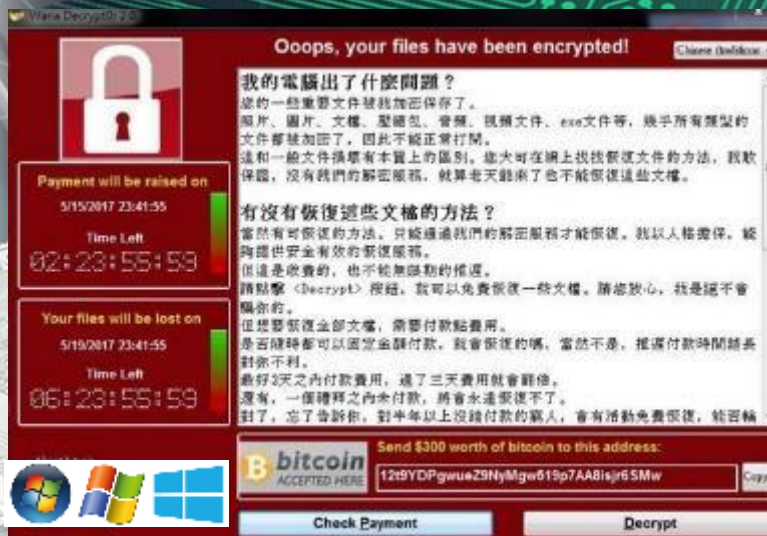 Wana Decrypt0r 2.0
Ooops, your files have been encrypted!
我的電腦出了什麼問題？
您的一些重要文件被我加密保存了。
照片、圖片、文檔、壓縮包、音頻、視頻文件、exe文件等，幾乎所有類型的
文件都被加密了，因此不能正常打開。
這和一般文件損壞有本質上的區別。您大可在網上找找恢復文件的方法，我敢
保證，沒有我們的解密服務，就算老天爺來了也不能恢復這些文檔。
有沒有恢復這些文檔的方法？
當然有可恢復的方法。只能通過我們的解密服務才能恢復。我以人格擔保，能
夠提供安全有效的恢復服務。
但這是收費的，也不能無限期的推遲。
請點擊 <Decrypt> 按鈕，就可以免費恢復一些文檔。請您放心，我是絕不會
騙你的。
但想要恢復全部文檔，需要付款點費用。
是否隨時都可以固定金額付款，就會恢復的嗎，當然不是，推遲付款時間越長
對你不利。
最好3天之內付款費用，過了三天費用就會翻倍。
還有，一個禮拜之內未付款，將會永遠恢復不了。
對了，忘了告訴你，對半年以上沒錢付款的窮人，會有活動免費恢復，能否輪
Payment will be raised on
5/15/2017 23:41:55
Time Left
02:23:55:59
Your files will be lost on
5/19/2017 23:41:55
Time Left
06:23:55:59
bitcoin
ACCEPTED HERE
Send $300 worth of bitcoin to this address:
12t9YDPgwueZ9NyMgw519p7AA8isjr6SMw
Copy
Check Payment
Decrypt